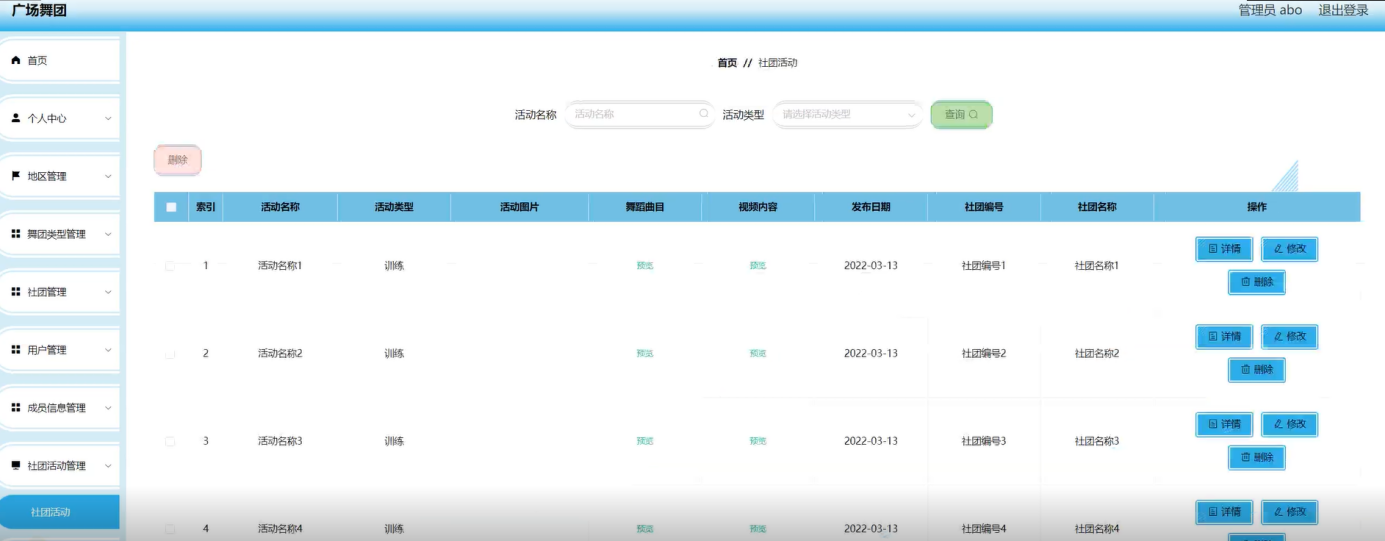 广场舞团 管理员 abo 退出登录
首页
首页 // 社团活动
个人中心
活动名称 活动名称 活动类型 请选择活动类型 查询
删除
地区管理
索引 活动名称 活动类型 活动图片 舞蹈曲目 视频内容 发布日期 社团编号 社团名称 操作
舞团类型管理
1 活动名称1 训练 预览 预览 2022-03-13 社团编号1 社团名称1 详情 修改
删除
社团管理
用户管理
2 活动名称2 训练 预览 预览 2022-03-13 社团编号2 社团名称2 详情 修改
删除
成员信息管理
3 活动名称3 训练 预览 预览 2022-03-13 社团编号3 社团名称3 详情 修改
删除
社团活动管理
社团活动
4 活动名称4 训练 预览 预览 2022-03-13 社团编号4 社团名称4 详情 修改